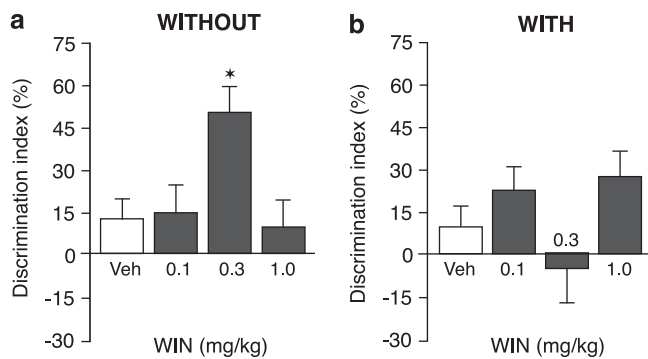 a
WITHOUT
75
60
45
30
15
0
-15
-30
Discrimination index (%)
*
Veh 0.1 0.3 1.0
WIN (mg/kg)
b
WITH
75
60
45
30
15
0
-15
-30
Discrimination index (%)
0.3
Veh 0.1 1.0
WIN (mg/kg)